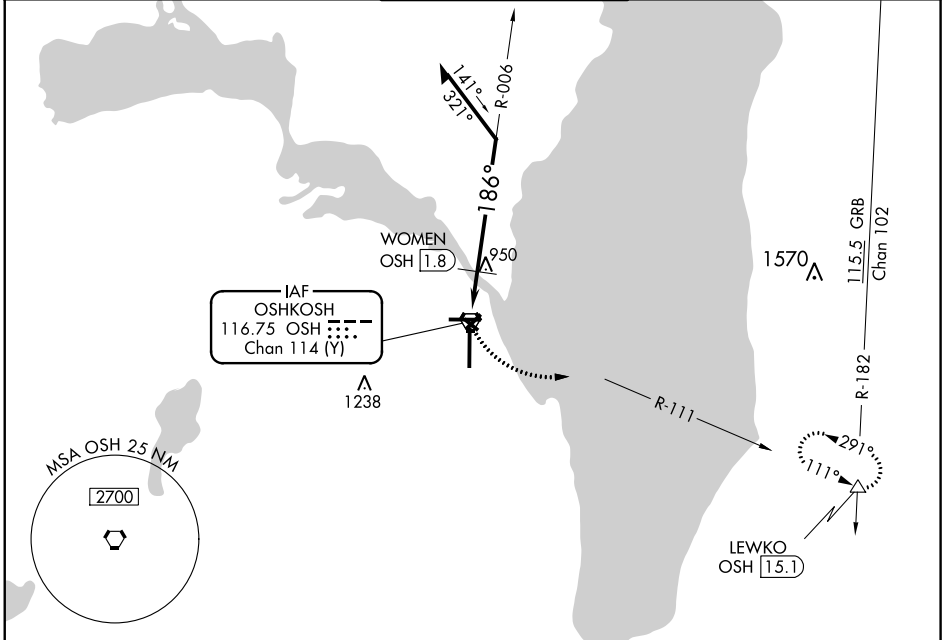 R-006
141°
321°
186°
WOMEN
OSH 1.8
950
1570
115.5 GRB
Chan 102
IAF
OSHKOSH
116.75 OSH
Chan 114 (Y)
1238
R-182
R-111
291°
111°
MSA OSH 25 NM
2700
LEWKO
OSH 15.1